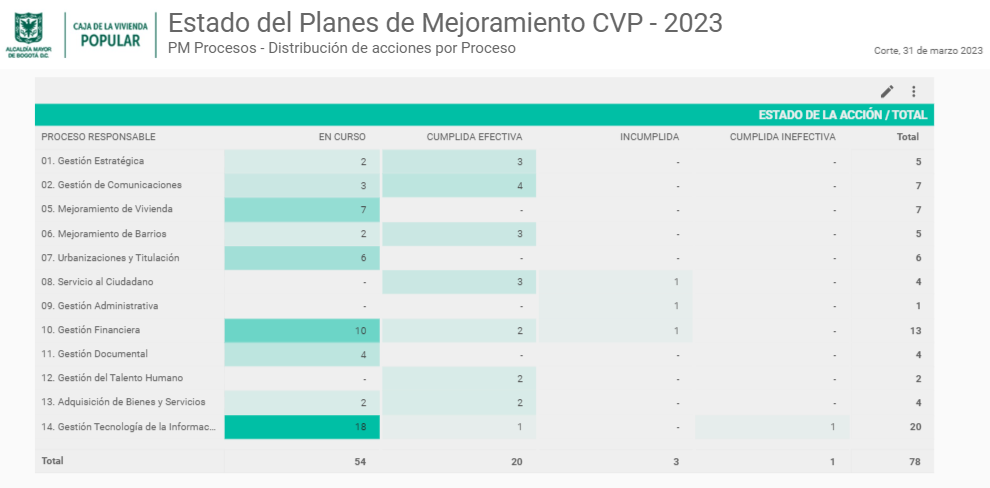 ALCALDÍA MAYOR
DE BOGOTÁ D.C.
CAJA DE LA VIVIENDA
POPULAR
Estado del Planes de Mejoramiento CVP - 2023
PM Procesos - Distribución de acciones por Proceso
Corte, 31 de marzo 2023
ESTADO DE LA ACCIÓN / TOTAL
PROCESO RESPONSABLE EN CURSO CUMPLIDA EFECTIVA INCUMPLIDA CUMPLIDA INEFECTIVA Total
01. Gestión Estratégica 2 3 - - 5
02. Gestión de Comunicaciones 3 4 - - 7
05. Mejoramiento de Vivienda 7 - - - 7
06. Mejoramiento de Barrios 2 3 - - 5
07. Urbanizaciones y Titulación 6 - - - 6
08. Servicio al Ciudadano - 3 1 - 4
09. Gestión Administrativa - - 1 - 1
10. Gestión Financiera 10 2 1 - 13
11. Gestión Documental 4 - - - 4
12. Gestión del Talento Humano - 2 - - 2
13. Adquisición de Bienes y Servicios 2 2 - - 4
14. Gestión Tecnología de la Informac... 18 1 - 1 20
Total 54 20 3 1 78